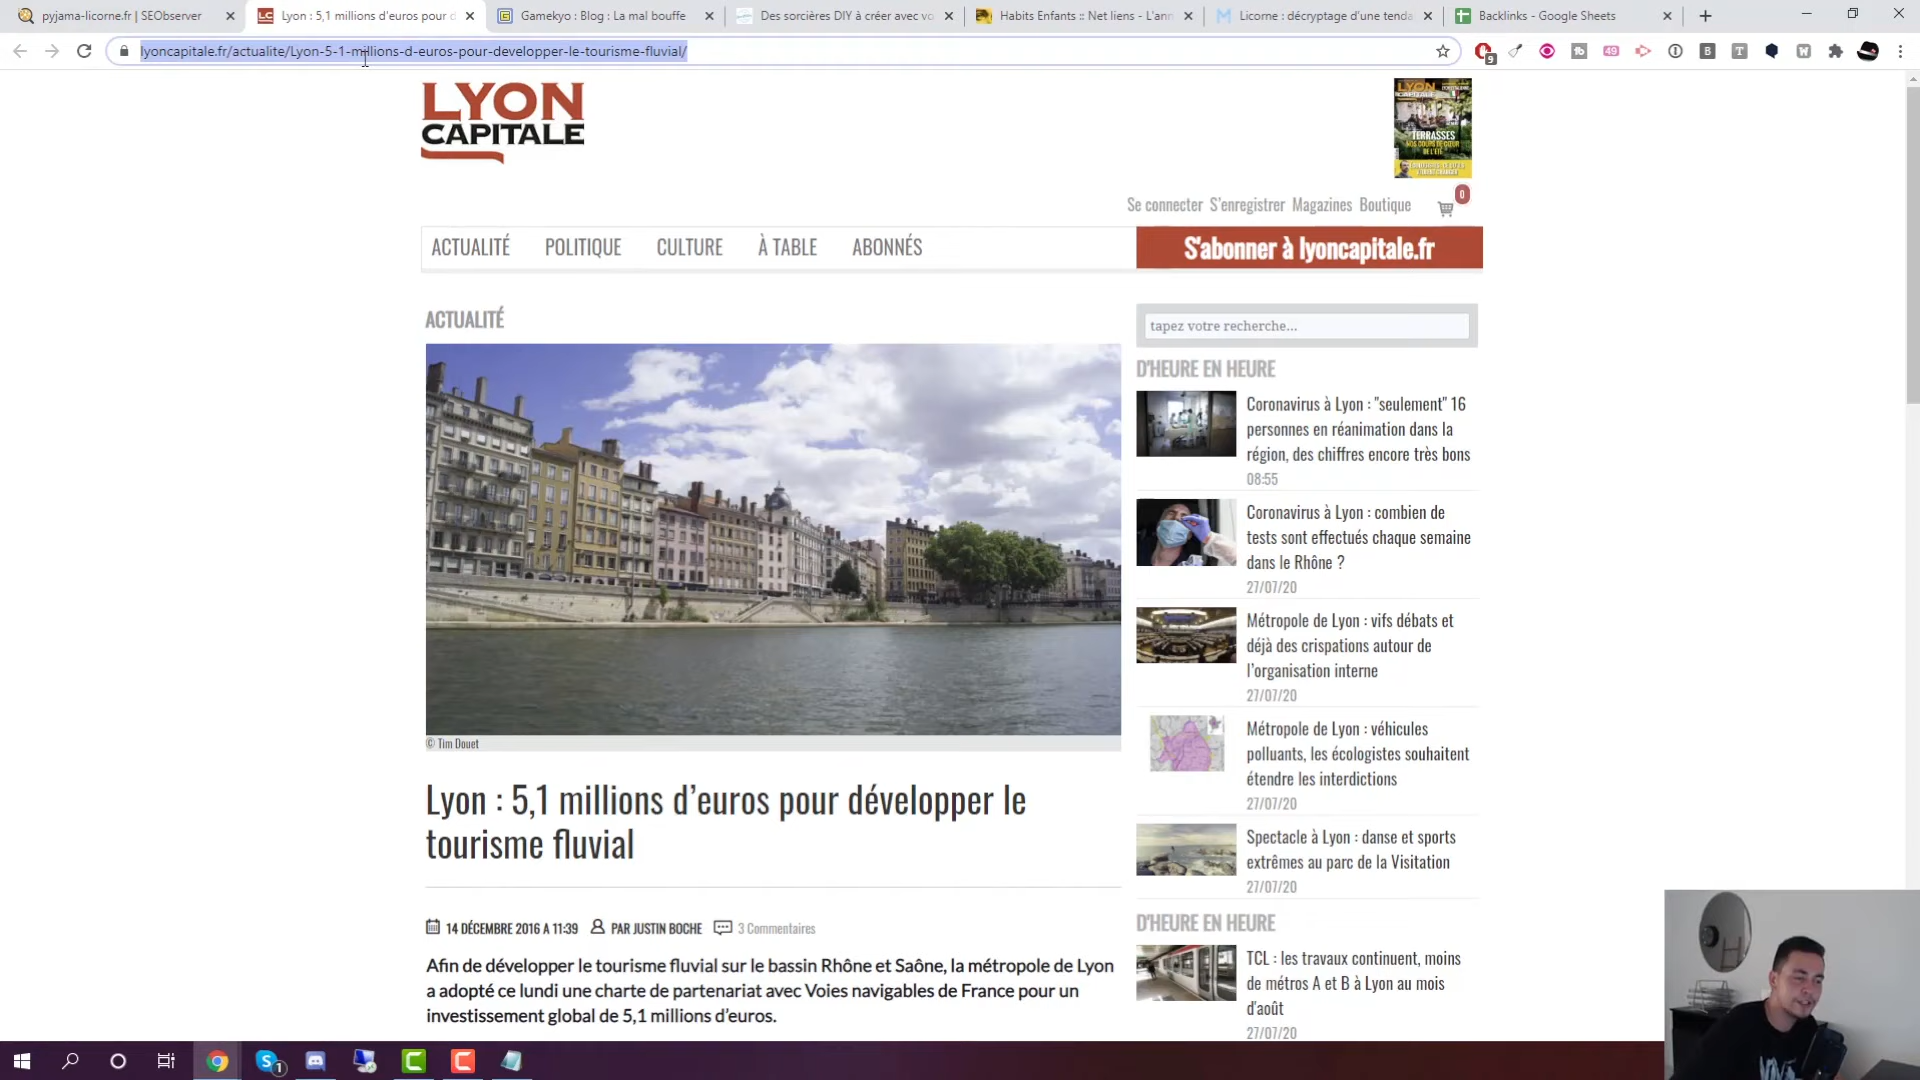 pyjama-licorne.fr | SEObserver
Lyon : 5,1 millions d'euros pour d
Gamekyo : Blog : La mal bouffe
Des sorcières DIY à créer avec vo
Habits Enfants :: Net liens - L'ann
Licorne : décryptage d'une tenda
Backlinks - Google Sheets
lyoncapitale.fr/actualite/Lyon-5-1-millions-d-euros-pour-developper-le-tourisme-fluvial/
LYON
CAPITALE
TERRASSES
Se connecter S'enregistrer Magazines Boutique 0
ACTUALITÉ POLITIQUE CULTURE À TABLE ABONNÉS
S'abonner à lyoncapitale.fr
ACTUALITÉ
© Tim Douet
Lyon : 5,1 millions d'euros pour développer le
tourisme fluvial
14 DÉCEMBRE 2016 A 11:39 PAR JUSTIN BOCHE 3 Commentaires
Afin de développer le tourisme fluvial sur le bassin Rhône et Saône, la métropole de Lyon
a adopté ce lundi une charte de partenariat avec Voies navigables de France pour un
investissement global de 5,1 millions d'euros.
tapez votre recherche...
D'HEURE EN HEURE
Coronavirus à Lyon : "seulement" 16
personnes en réanimation dans la
région, des chiffres encore très bons
08:55
Coronavirus à Lyon : combien de
tests sont effectués chaque semaine
dans le Rhône ?
27/07/20
Métropole de Lyon : vifs débats et
déjà des crispations autour de
l'organisation interne
27/07/20
Métropole de Lyon : véhicules
polluants, les écologistes souhaitent
étendre les interdictions
27/07/20
Spectacle à Lyon : danse et sports
extrêmes au parc de la Visitation
27/07/20
D'HEURE EN HEURE
TCL : les travaux continuent, moins
de métros A et B à Lyon au mois
d'août
27/07/20